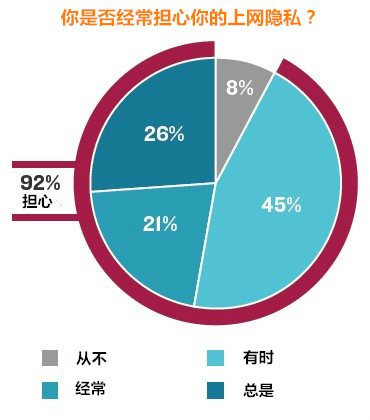 你是否经常担心你的上网隐私？
8%
26%
92%
担心
45%
21%
从不
有时
经常
总是